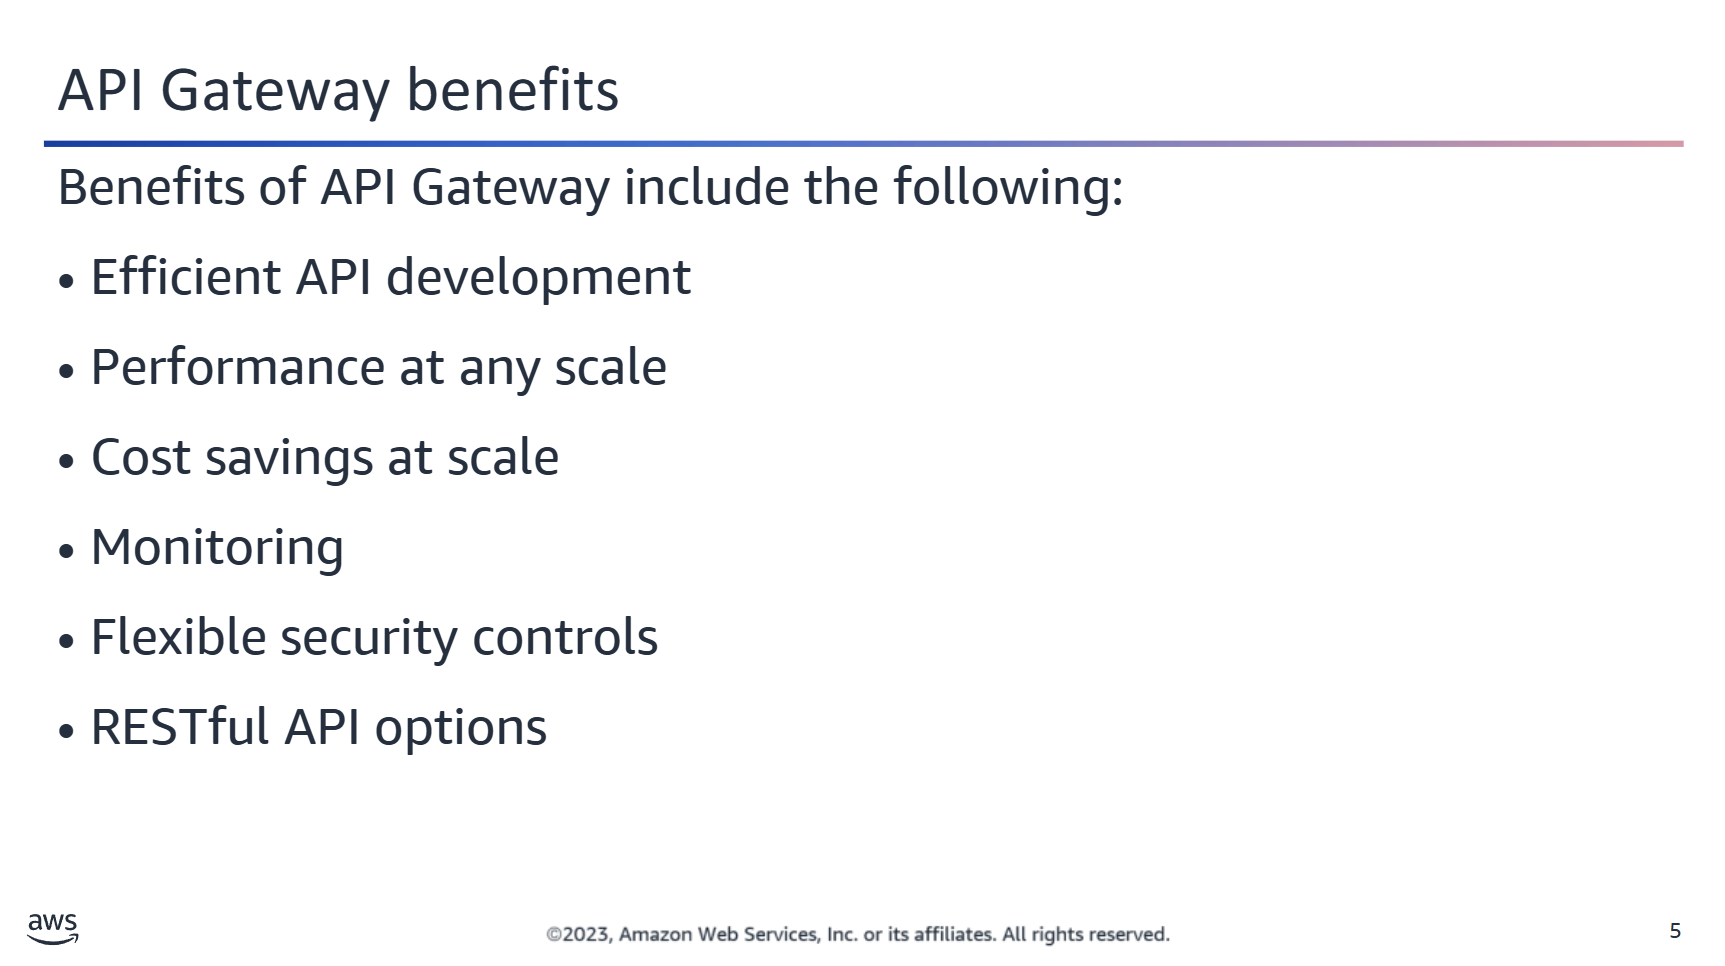 API Gateway benefits
Benefits of API Gateway include the following:
• Efficient API development
• Performance at any scale
• Cost savings at scale
• Monitoring
• Flexible security controls
• RESTful API options
aws
©2023, Amazon Web Services, Inc. or its affiliates. All rights reserved.
5